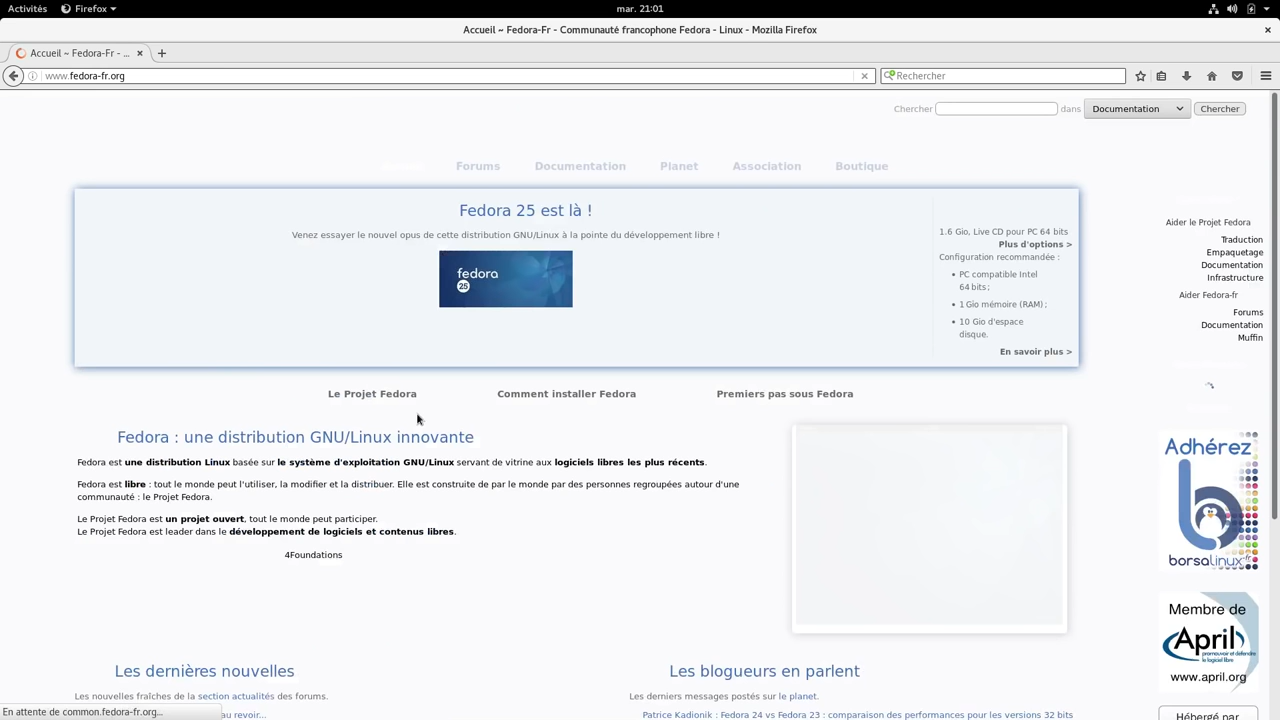 Activités
Firefox
mar. 21:01
Accueil ~ Fedora-Fr - Communauté francophone Fedora - Linux - Mozilla Firefox
Accueil ~ Fedora-Fr - ...
www.fedora-fr.org
Rechercher
Chercher
dans
Documentation
Chercher
Forums
Documentation
Planet
Association
Boutique
Fedora 25 est là !
Venez essayer le nouvel opus de cette distribution GNU/Linux à la pointe du développement libre !
fedora
25
1.6 Gio, Live CD pour PC 64 bits
Plus d'options >
Configuration recommandée :
• PC compatible Intel
64 bits ;
• 1 Gio mémoire (RAM) ;
• 10 Gio d'espace
disque.
En savoir plus >
Aider le Projet Fedora
Traduction
Empaquetage
Documentation
Infrastructure
Aider Fedora-fr
Forums
Documentation
Muffin
Le Projet Fedora
Comment installer Fedora
Premiers pas sous Fedora
Fedora : une distribution GNU/Linux innovante
Fedora est une distribution Linux basée sur le système d'exploitation GNU/Linux servant de vitrine aux logiciels libres les plus récents.
Fedora est libre : tout le monde peut l'utiliser, la modifier et la distribuer. Elle est construite de par le monde par des personnes regroupées autour d'une
communauté : le Projet Fedora.
Le Projet Fedora est un projet ouvert, tout le monde peut participer.
Le Projet Fedora est leader dans le développement de logiciels et contenus libres.
4Foundations
Adhérez
borsalinux-fr
Membre de
April
promouvoir et défendre
le logiciel libre
www.april.org
Hébergé par
Les dernières nouvelles
Les nouvelles fraîches de la section actualités des forums.
au revoir...
Les blogueurs en parlent
Les derniers messages postés sur le planet.
Patrice Kadionik : Fedora 24 vs Fedora 23 : comparaison des performances pour les versions 32 bits
En attente de common.fedora-fr.org...